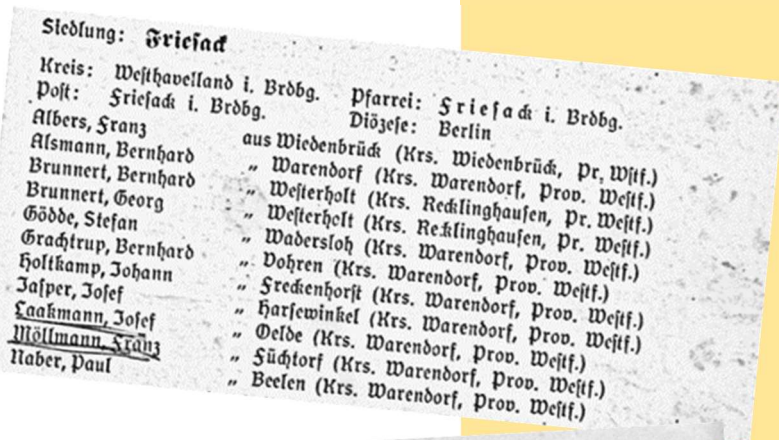 Siedlung: Friesack
Kreis: Westhavelland i. Brdbg. Pfarrei: Friesack i. Brdbg.
Post: Friesack i. Brdbg. Diözese: Berlin
Albers, Franz aus Wiedenbrück (Krs. Wiedenbrück, Pr. Wstf.)
Alsmann, Bernhard „ Warendorf (Krs. Warendorf, Prov. Westf.)
Brunnert, Bernhard „ Westerholt (Krs. Recklinghausen, Pr. Westf.)
Brunnert, Georg „ Westerholt (Krs. Recklinghausen, Pr. Westf.)
Gödde, Stefan „ Wadersloh (Krs. Warendorf, Prov. Westf.)
Grachtrup, Bernhard „ Vohren (Krs. Warendorf, Prov. Westf.)
Holtkamp, Johann „ Freckenhorst (Krs. Warendorf, Prov. Westf.)
Jasper, Josef „ Harsewinkel (Krs. Warendorf, Prov. Westf.)
Laakmann, Josef „ Oelde (Krs. Warendorf, Prov. Westf.)
Möllmann, Franz „ Füchtorf (Krs. Warendorf, Prov. Westf.)
Naber, Paul „ Beelen (Krs. Warendorf, Prov. Westf.)